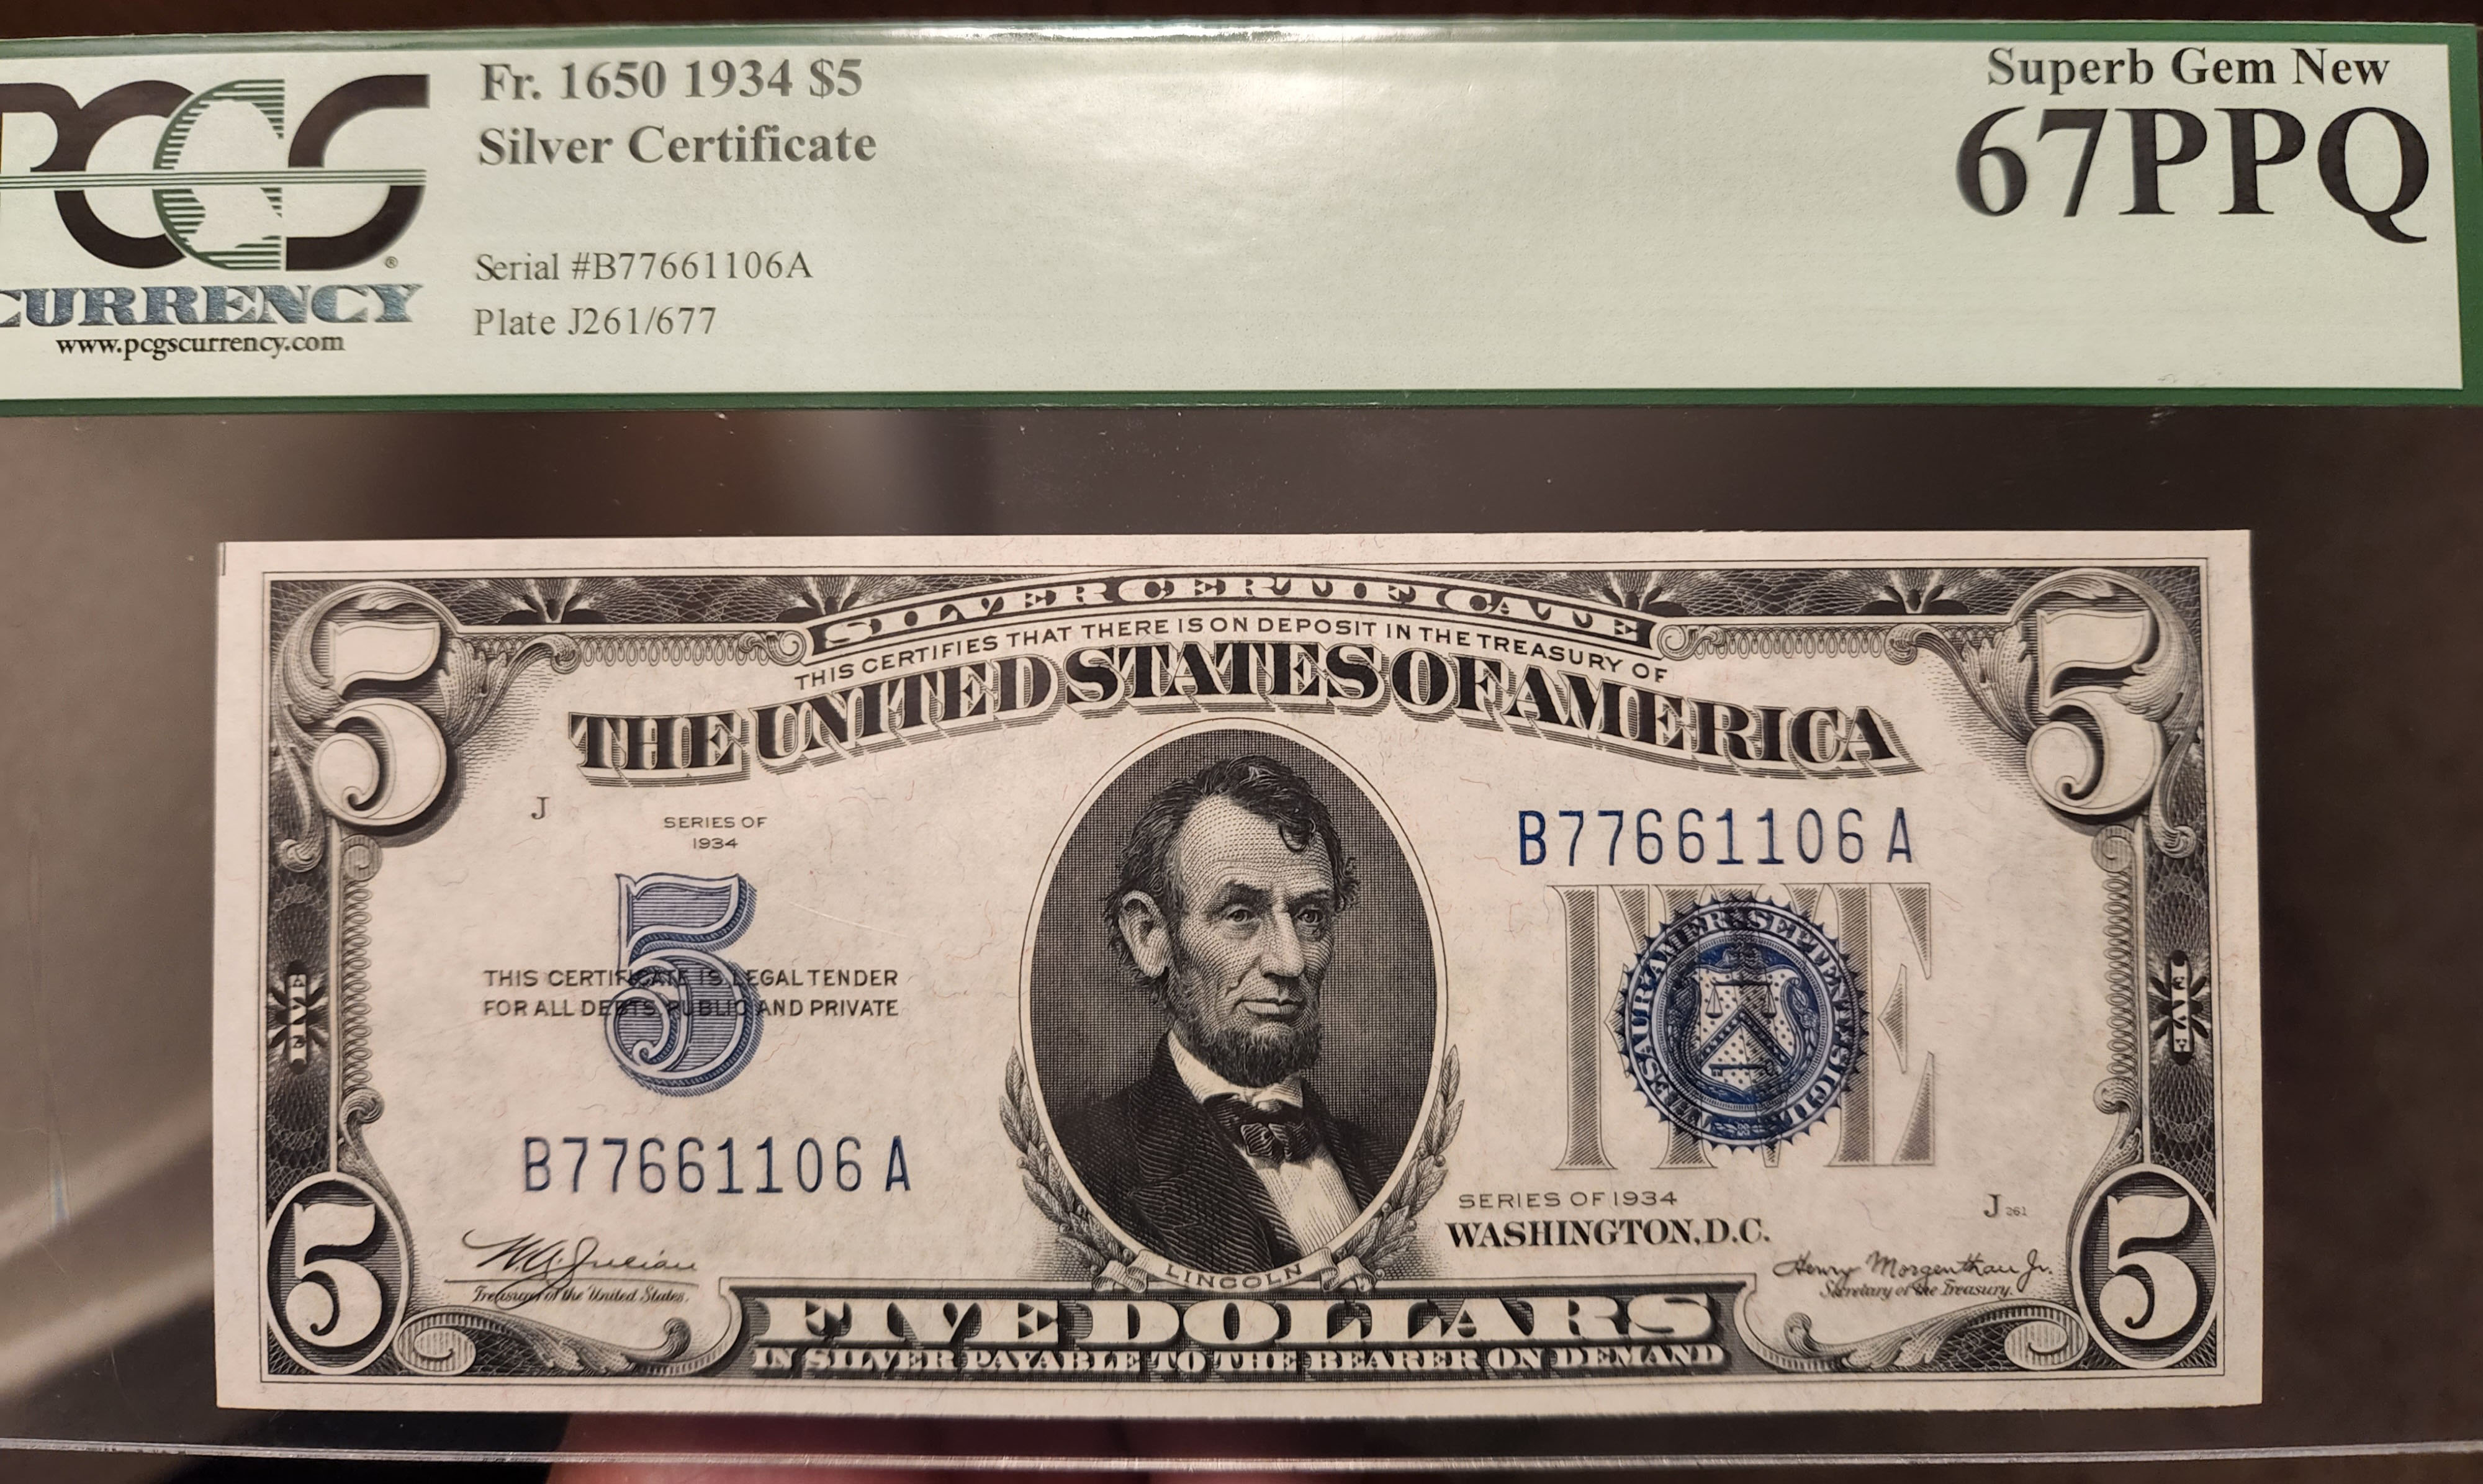 PCGS
CURRENCY
www.pcgscurrency.com
Fr. 1650 1934 $5
Silver Certificate
Serial #B77661106A
Plate J261/677
Superb Gem New
67PPQ
SILVER CERTIFICATE
THIS CERTIFIES THAT THERE IS ON DEPOSIT IN THE TREASURY OF
THE UNITED STATES OF AMERICA
5
5
J
SERIES OF
1934
B77661106A
5
FIVE
FIVE
FIVE
THIS CERTIFICATE IS LEGAL TENDER
FOR ALL DEBTS PUBLIC AND PRIVATE
B77661106A
SERIES OF 1934
WASHINGTON, D.C.
J 261
W.A. Julian
Treasurer of the United States.
Henry Morgenthau Jr.
Secretary of the Treasury.
LINCOLN
5
5
FIVE DOLLARS
IN SILVER PAYABLE TO THE BEARER ON DEMAND